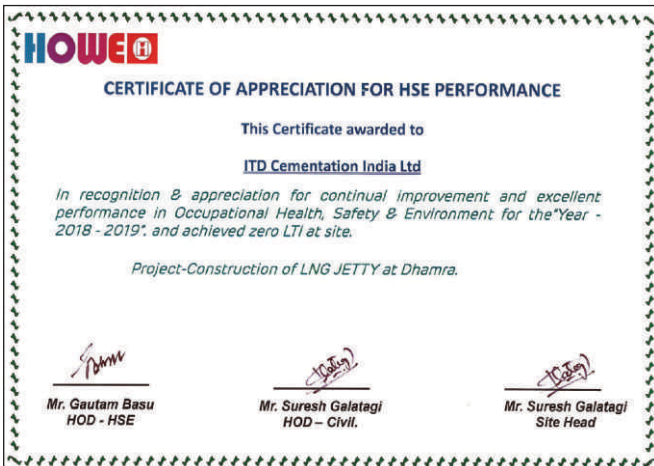 HOWE
CERTIFICATE OF APPRECIATION FOR HSE PERFORMANCE
This Certificate awarded to
ITD Cementation India Ltd
In recognition & appreciation for continual improvement and excellent
performance in Occupational Health, Safety & Environment for the"Year -
2018 - 2019". and achieved zero LTI at site.
Project-Construction of LNG JETTY at Dhamra.
Mr. Gautam Basu
HOD - HSE
Mr. Suresh Galatagi
HOD – Civil.
Mr. Suresh Galatagi
Site Head